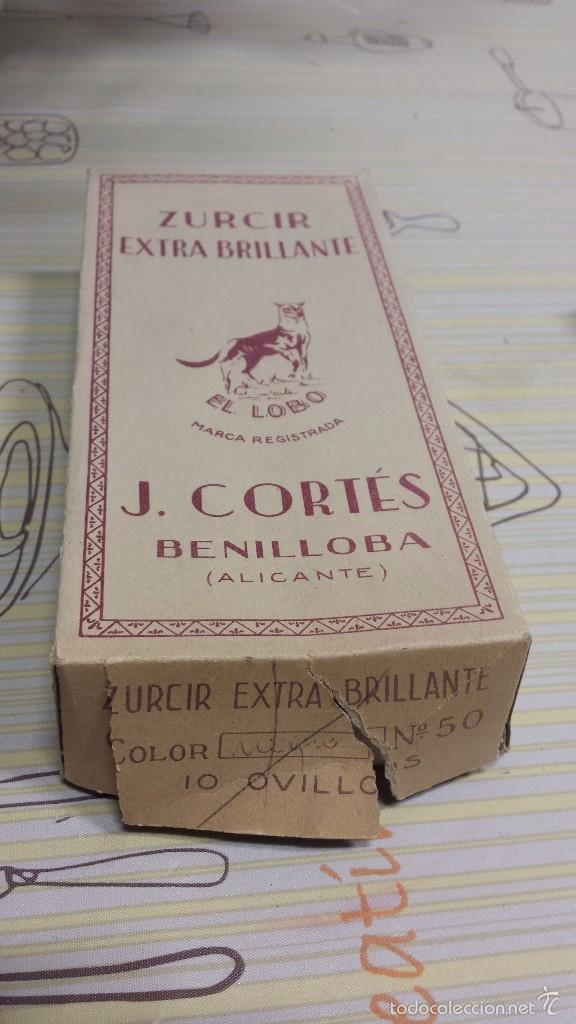 ZURCIR
EXTRA BRILLANTE
EL LOBO
MARCA REGISTRADA
J. CORTÉS
BENILLOBA
(ALICANTE)
ZURCIR EXTRA BRILLANTE
COLOR Nº 50
10 OVILLOS
todocoleccion.net